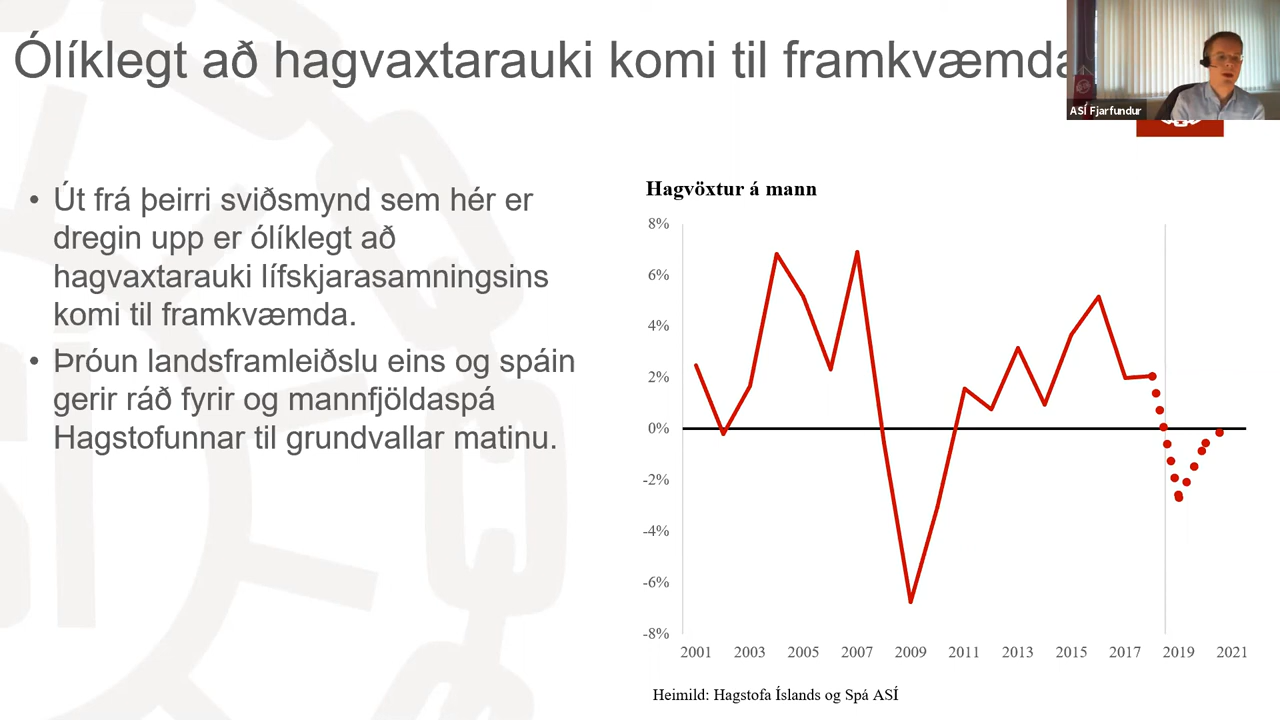 Ólíklegt að hagvaxtarauki komi til framkvæmda
ASÍ Fjarfundur
• Út frá þeirri sviðsmynd sem hér er
dregin upp er ólíklegt að
hagvaxtarauki lífskjarasamningsins
komi til framkvæmda.
• Þróun landsframleiðslu eins og spáin
gerir ráð fyrir og mannfjöldaspá
Hagstofunnar til grundvallar matinu.
Hagvöxtur á mann
8%
6%
4%
2%
0%
-2%
-4%
-6%
-8%
2001 2003 2005 2007 2009 2011 2013 2015 2017 2019 2021
Heimild: Hagstofa Íslands og Spá ASÍ